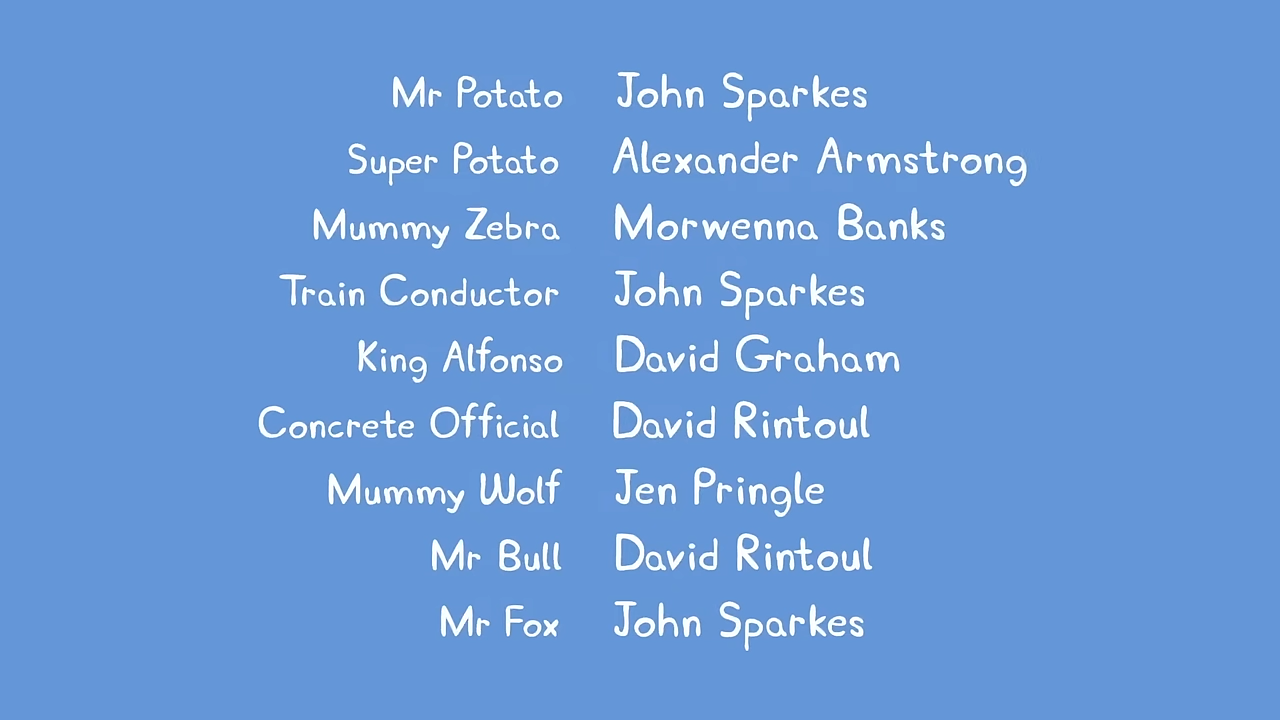 Mr Potato John Sparkes
Super Potato Alexander Armstrong
Mummy Zebra Morwenna Banks
Train Conductor John Sparkes
King Alfonso David Graham
Concrete Official David Rintoul
Mummy Wolf Jen Pringle
Mr Bull David Rintoul
Mr Fox John Sparkes